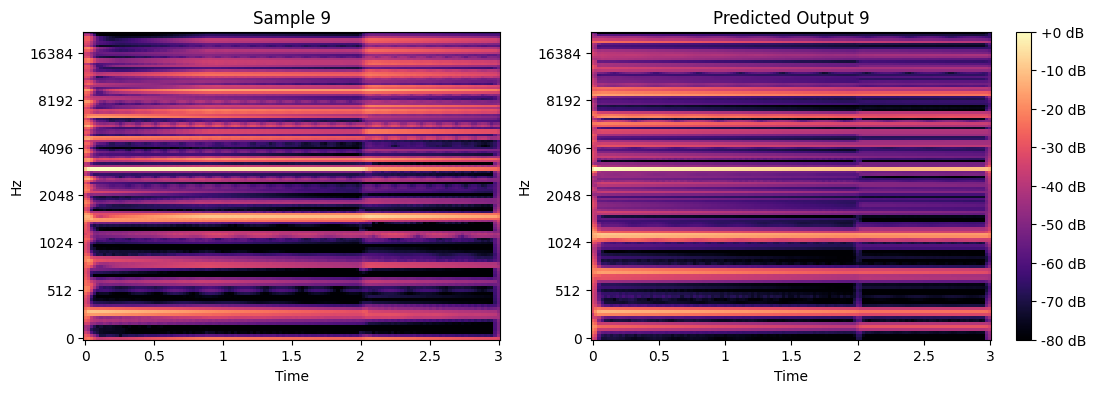 Sample 9
Predicted Output 9
16384
8192
4096
2048
1024
512
0
Hz
0
0.5
1
1.5
2
2.5
3
Time
16384
8192
4096
2048
1024
512
0
Hz
0
0.5
1
1.5
2
2.5
3
Time
+0 dB
-10 dB
-20 dB
-30 dB
-40 dB
-50 dB
-60 dB
-70 dB
-80 dB